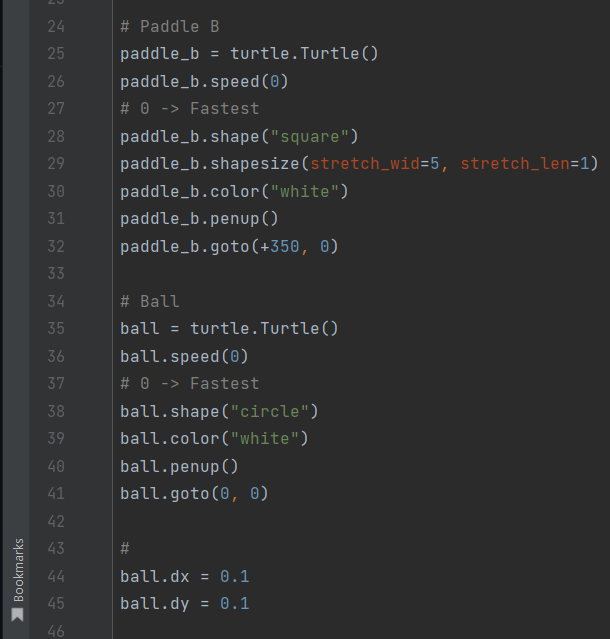 24 # Paddle B
25 paddle_b = turtle.Turtle()
26 paddle_b.speed(0)
27 # 0 -> Fastest
28 paddle_b.shape("square")
29 paddle_b.shapesize(stretch_wid=5, stretch_len=1)
30 paddle_b.color("white")
31 paddle_b.penup()
32 paddle_b.goto(+350, 0)
33
34 # Ball
35 ball = turtle.Turtle()
36 ball.speed(0)
37 # 0 -> Fastest
38 ball.shape("circle")
39 ball.color("white")
40 ball.penup()
41 ball.goto(0, 0)
42
43 #
44 ball.dx = 0.1
45 ball.dy = 0.1
46
Bookmarks